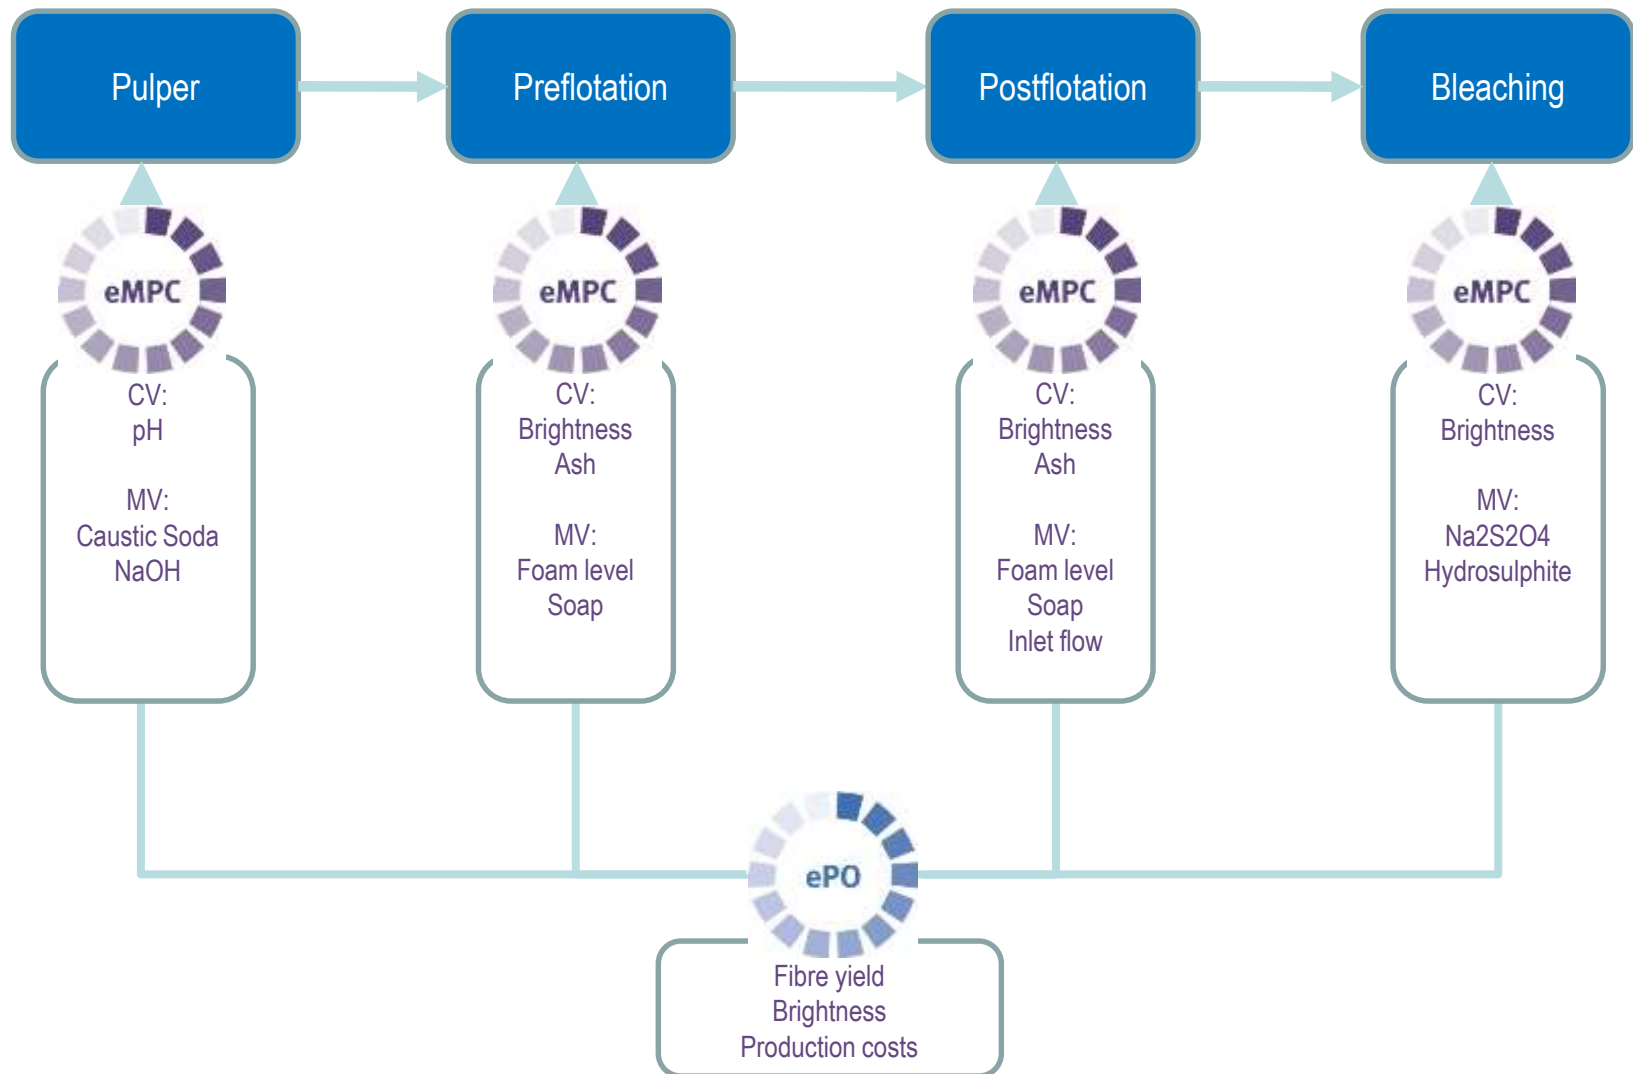 Pulper
Preflotation
Postflotation
Bleaching
eMPC
CV:
pH
MV:
Caustic Soda
NaOH
eMPC
CV:
Brightness
Ash
MV:
Foam level
Soap
eMPC
CV:
Brightness
Ash
MV:
Foam level
Soap
Inlet flow
eMPC
CV:
Brightness
MV:
Na2S2O4
Hydrosulphite
ePO
Fibre yield
Brightness
Production costs